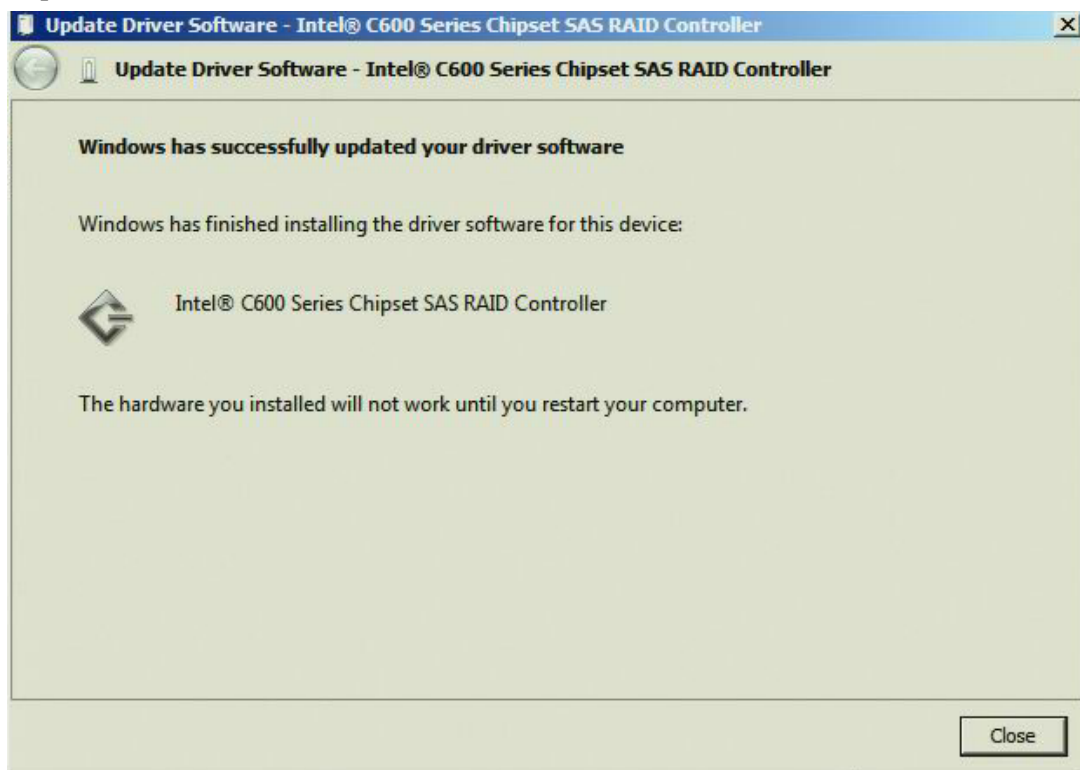 Update Driver Software - Intel® C600 Series Chipset SAS RAID Controller
Update Driver Software - Intel® C600 Series Chipset SAS RAID Controller
Windows has successfully updated your driver software
Windows has finished installing the driver software for this device:
Intel® C600 Series Chipset SAS RAID Controller
The hardware you installed will not work until you restart your computer.
Close